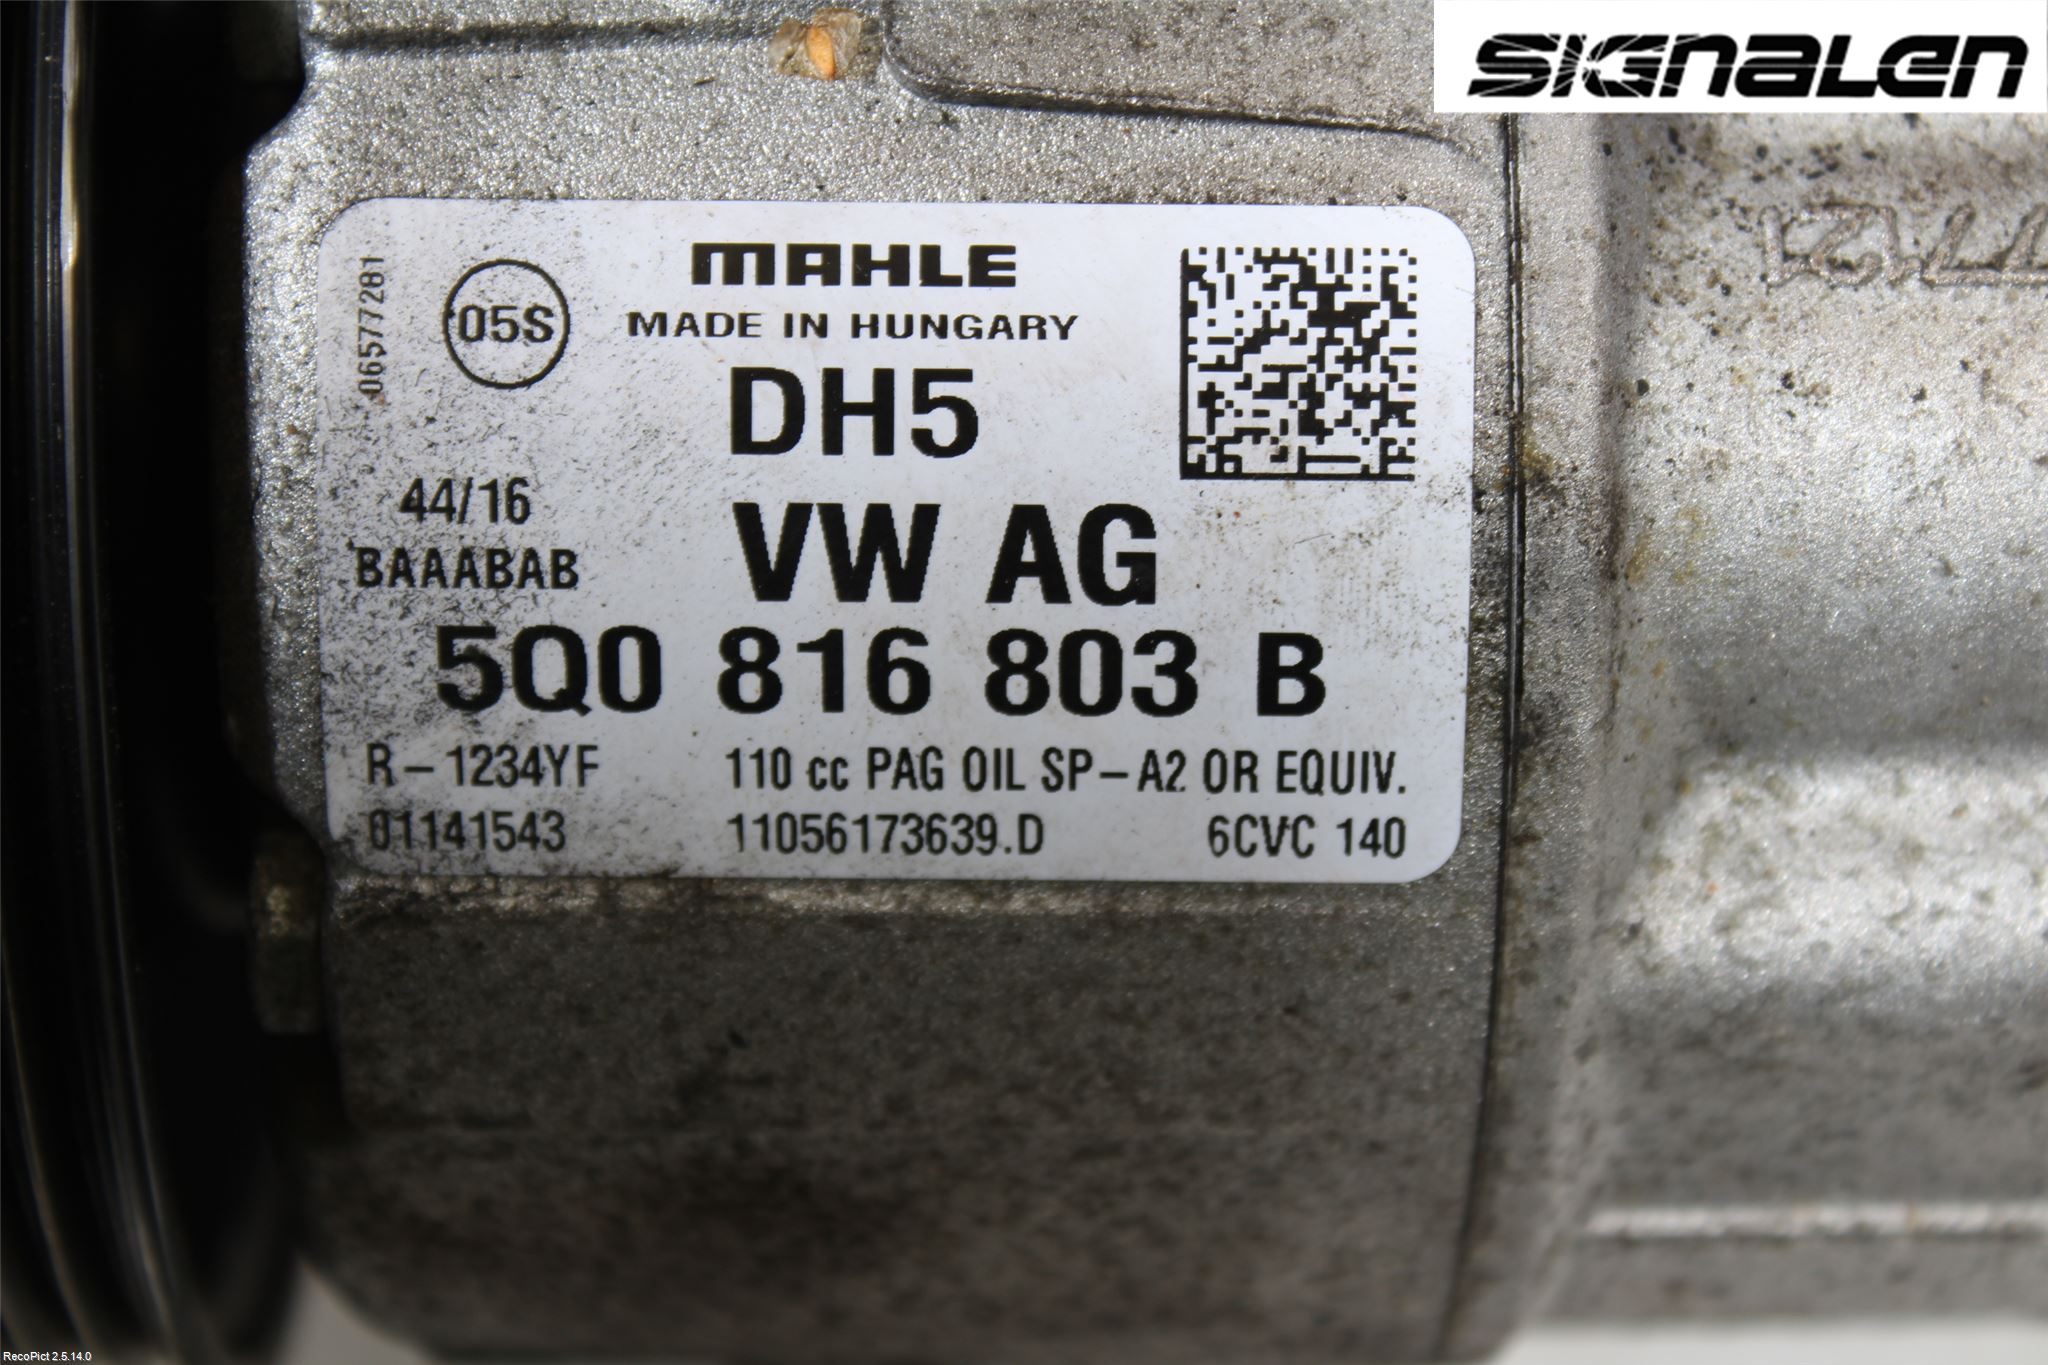 SIGNALEN
06577281
05S
MAHLE
MADE IN HUNGARY
DH5
44/16
BAAABAB
VW AG
5Q0 816 803 B
R-1234YF 110 cc PAG OIL SP-A2 OR EQUIV.
01141543 11056173639.D 6CVC 140
RecoPict 2.5.14.0